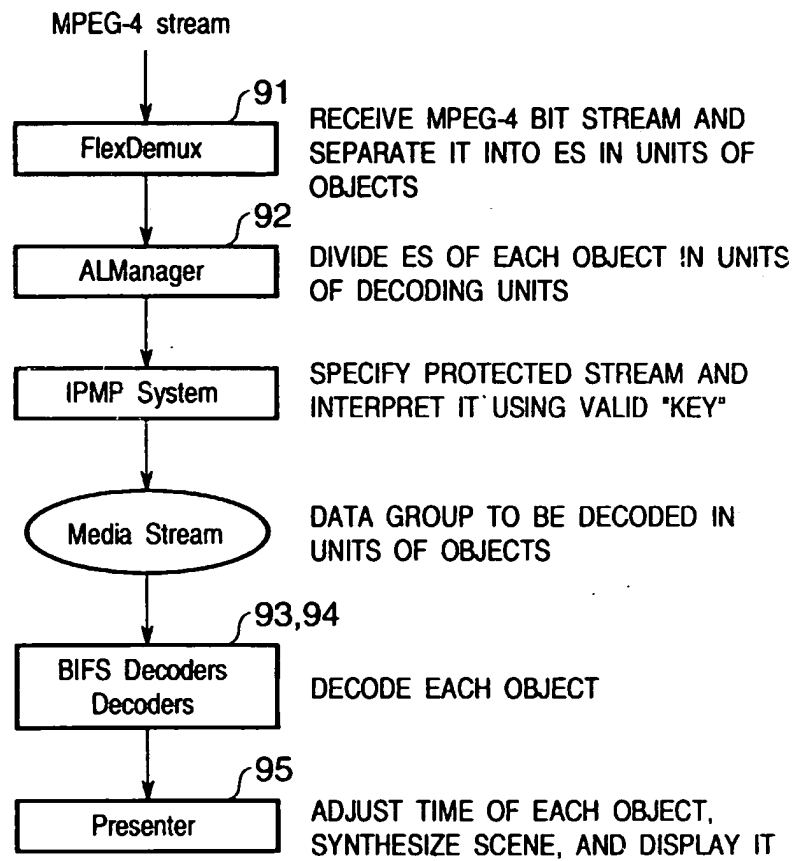 MPEG-4 stream
91
FlexDemux
RECEIVE MPEG-4 BIT STREAM AND
SEPARATE IT INTO ES IN UNITS OF
OBJECTS
92
ALManager
DIVIDE ES OF EACH OBJECT IN UNITS
OF DECODING UNITS
IPMP System
SPECIFY PROTECTED STREAM AND
INTERPRET IT USING VALID "KEY"
Media Stream
DATA GROUP TO BE DECODED IN
UNITS OF OBJECTS
93,94
BIFS Decoders
Decoders
DECODE EACH OBJECT
95
Presenter
ADJUST TIME OF EACH OBJECT,
SYNTHESIZE SCENE, AND DISPLAY IT